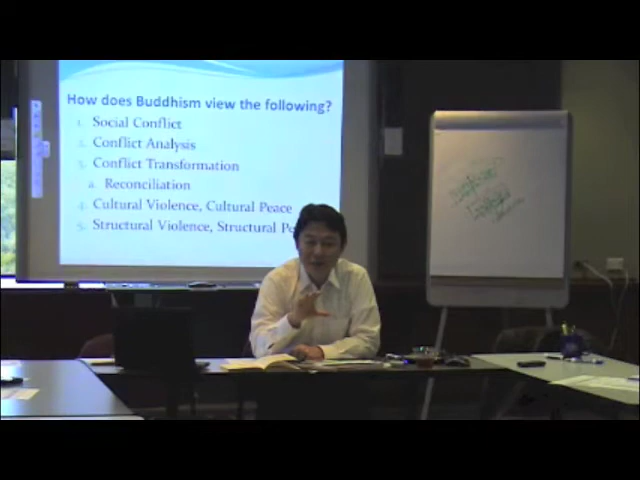 How does Buddhism view the following?
1. Social Conflict
2. Conflict Analysis
3. Conflict Transformation
a. Reconciliation
4. Cultural Violence, Cultural Peace
5. Structural Violence, Structural